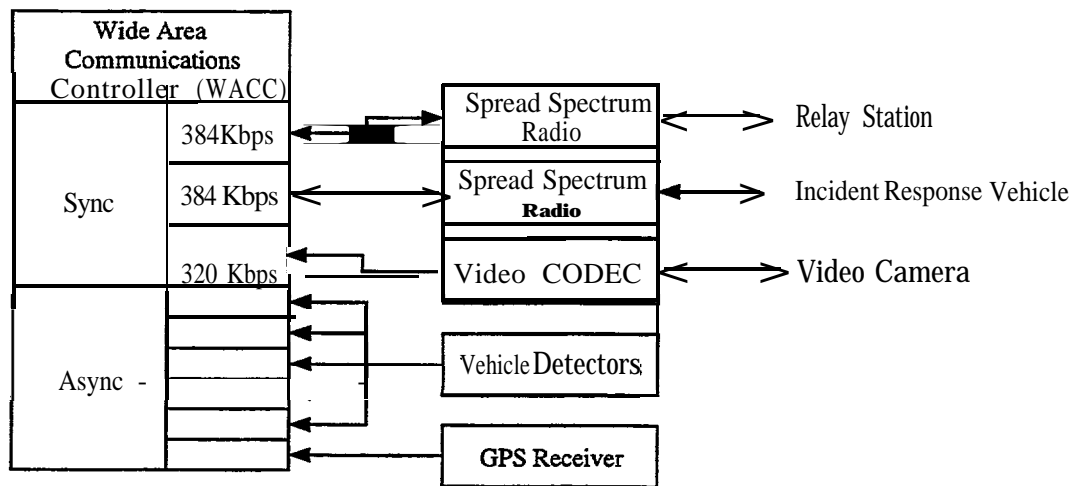 Wide Area
Communications
Controller (WACC)
384Kbps
Spread Spectrum
Radio
Relay Station
Sync
384 Kbps
Spread Spectrum
Radio
Incident Response Vehicle
320 Kbps
Video CODEC
Video Camera
Async -
Vehicle Detectors
GPS Receiver